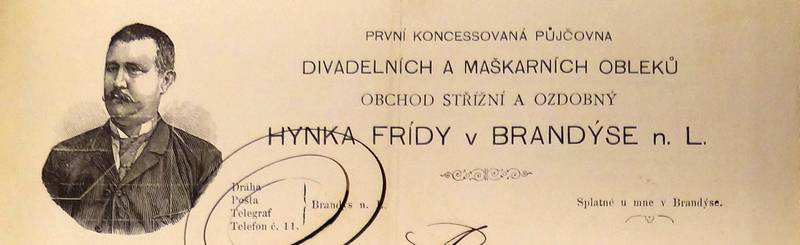 PRVNÍ KONCESSOVANÁ PŮJČOVNA
DIVADELNÍCH A MAŠKARNÍCH OBLEKŮ
OBCHOD STŘIŽNÍ A OZDOBNÝ
HYNKA FRÍDY v BRANDÝSE n. L.
Dráha
Pošta
Telegraf
Telefon č. 11.
Brandýs n. L.
Splatné u mne v Brandýse.